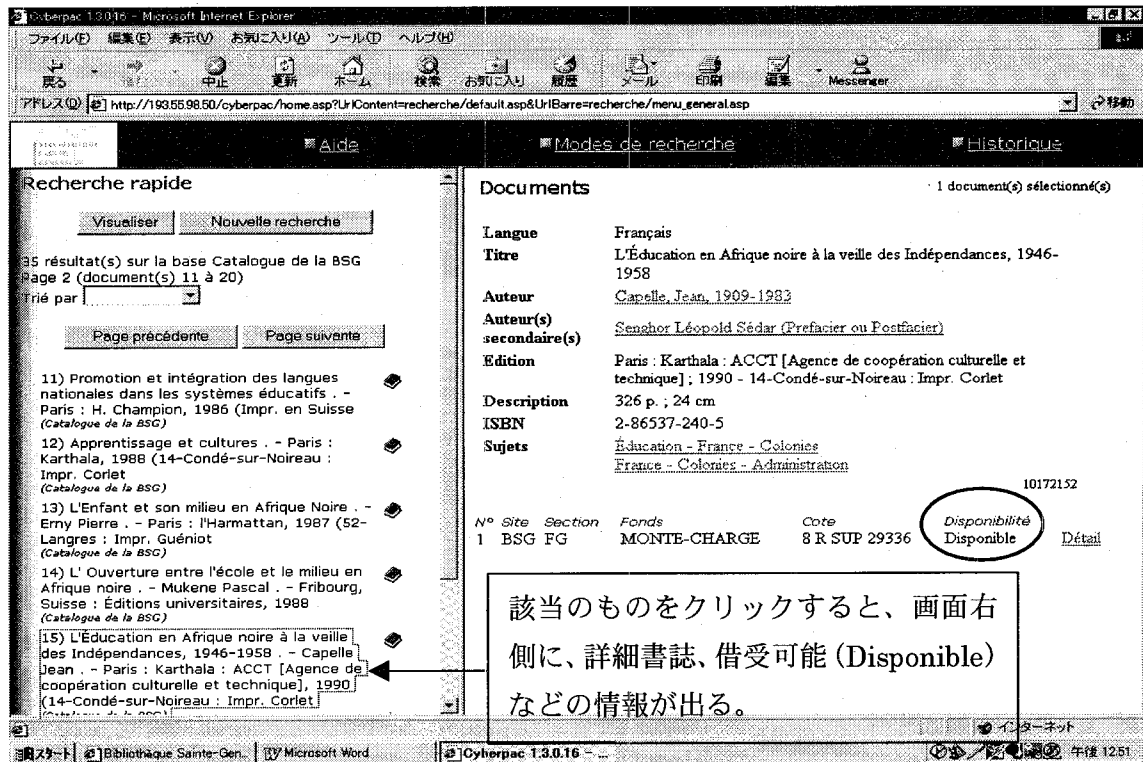 Cyberpac 1.3.0.16 - Microsoft Internet Explorer
ファイル(F) 編集(E) 表示(V) お気に入り(A) ツール(T) ヘルプ(H)
戻る 中止 更新 ホーム 検索 お気に入り 履歴 メール 印刷 編集 Messenger
アドレス(D) http://193.55.98.50/cyberpac/home.asp?UrlContent=recherche/default.asp&UrlBarre=recherche/menu_general.asp 移動
Aide Modes de recherche Historique
Recherche rapide
Visualiser Nouvelle recherche
35 résultat(s) sur la base Catalogue de la BSG
Page 2 (document(s) 11 à 20)
Trié par
Page précédente Page suivante
11) Promotion et intégration des langues
nationales dans les systèmes éducatifs . -
Paris : H. Champion, 1986 (Impr. en Suisse
(Catalogue de la BSG)
12) Apprentissage et cultures . - Paris :
Karthala, 1988 (14-Condé-sur-Noireau :
Impr. Corlet
(Catalogue de la BSG)
13) L'Enfant et son milieu en Afrique Noire . -
Erny Pierre . - Paris : l'Harmattan, 1987 (52-
Langres : Impr. Guéniot
(Catalogue de la BSG)
14) L' Ouverture entre l'école et le milieu en
Afrique noire . - Mukene Pascal . - Fribourg,
Suisse : Éditions universitaires, 1988
(Catalogue de la BSG)
15) L'Éducation en Afrique noire à la veille
des Indépendances, 1946-1958 . - Capelle
Jean . - Paris : Karthala : ACCT [Agence de
coopération culturelle et technique], 1990
(14-Condé-sur-Noireau : Impr. Corlet
(Catalogue de la BSG)
Documents 1 document(s) sélectionné(s)
Langue Français
Titre L'Éducation en Afrique noire à la veille des Indépendances, 1946-
1958
Auteur Capelle, Jean, 1909-1983
Auteur(s)
secondaire(s) Senghor Léopold Sédar (Prefacier ou Postfacier)
Edition Paris : Karthala : ACCT [Agence de coopération culturelle et
technique] ; 1990 - 14-Condé-sur-Noireau : Impr. Corlet
Description 326 p. ; 24 cm
ISBN 2-86537-240-5
Sujets Éducation - France - Colonies
France - Colonies - Administration
10172152
N° Site Section Fonds Cote Disponibilité
1 BSG FG MONTE-CHARGE 8 R SUP 29336 Disponible Détail
該当のものをクリックすると、画面右
側に、詳細書誌、借受可能(Disponible)
などの情報が出る。
インターネット
スタート Bibliothèque Sainte-Gen... Microsoft Word Cyberpac 1.3.0.16 - ... 午後 12:51